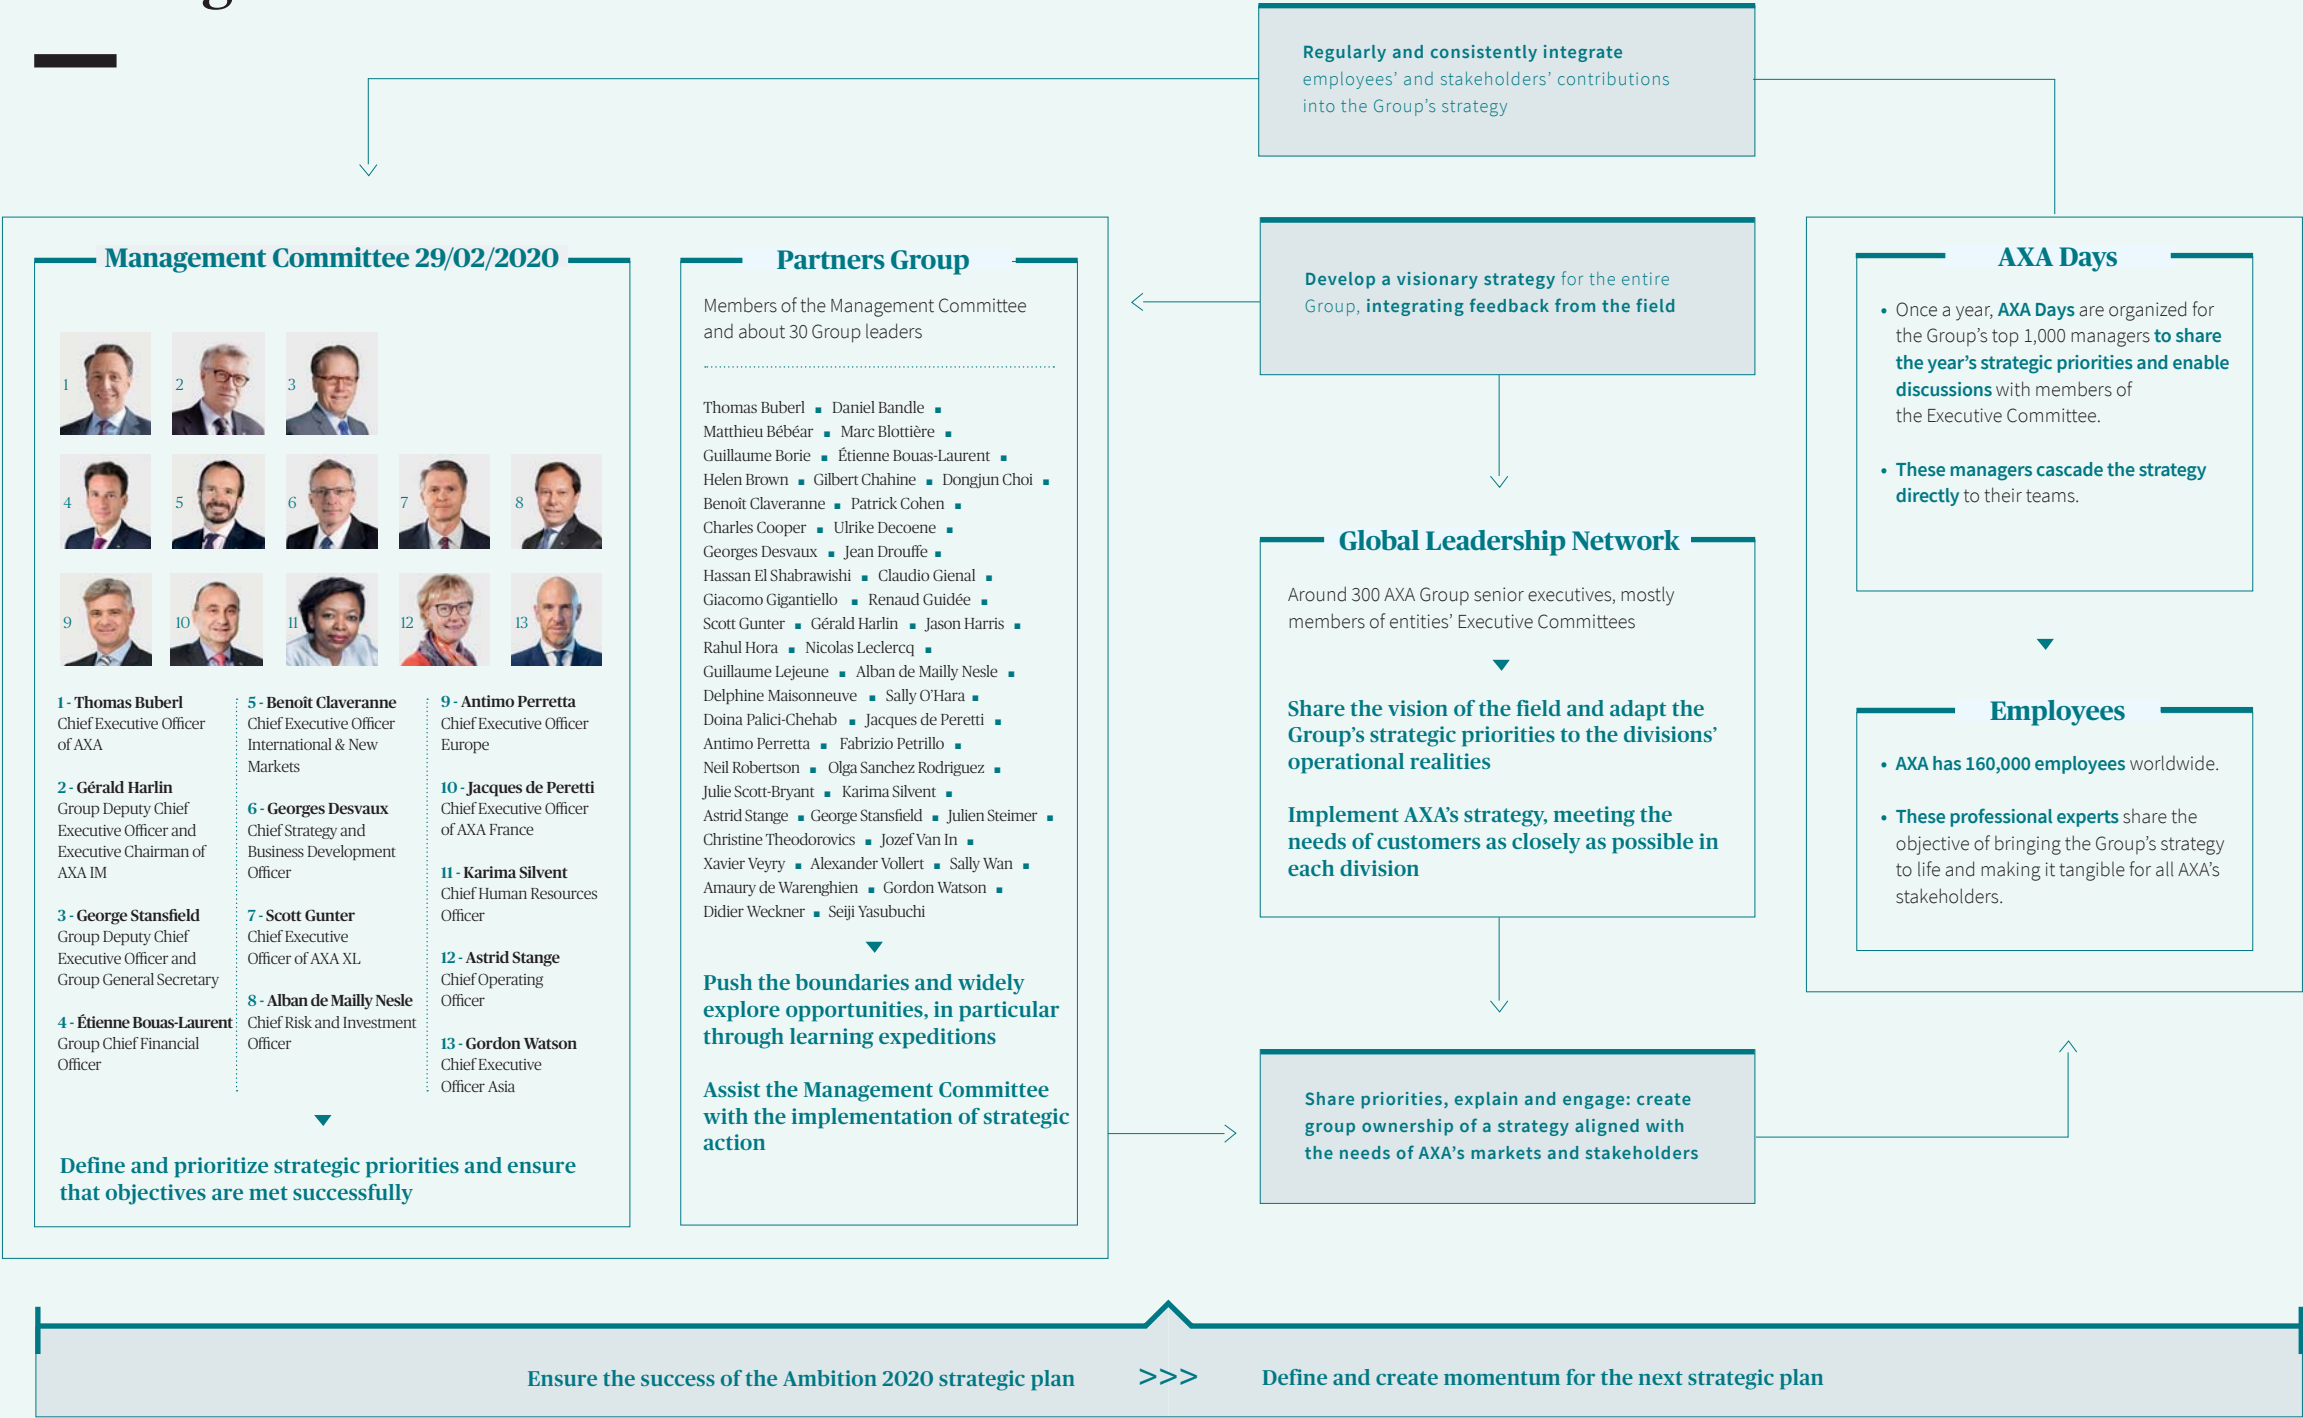 Regularly and consistently integrate
employees’ and stakeholders’ contributions
into the Group’s strategy
Management Committee 29/02/2020
1
2
3
4
5
6
7
8
9
10
11
12
13
1 - Thomas Buberl
Chief Executive Officer
of AXA
2 - Gérald Harlin
Group Deputy Chief
Executive Officer and
Executive Chairman of
AXA IM
3 - George Stansfield
Group Deputy Chief
Executive Officer and
Group General Secretary
4 - Étienne Bouas-Laurent
Group Chief Financial
Officer
5 - Benoît Claveranne
Chief Executive Officer
International & New
Markets
6 - Georges Desvaux
Chief Strategy and
Business Development
Officer
7 - Scott Gunter
Chief Executive
Officer of AXA XL
8 - Alban de Mailly Nesle
Chief Risk and Investment
Officer
9 - Antimo Perretta
Chief Executive Officer
Europe
10 - Jacques de Peretti
Chief Executive Officer
of AXA France
11 - Karima Silvent
Chief Human Resources
Officer
12 - Astrid Stange
Chief Operating
Officer
13 - Gordon Watson
Chief Executive
Officer Asia
Define and prioritize strategic priorities and ensure
that objectives are met successfully
Partners Group
Members of the Management Committee
and about 30 Group leaders
Thomas Buberl ▪ Daniel Bandle ▪
Matthieu Bébéar ▪ Marc Blottière ▪
Guillaume Borie ▪ Étienne Bouas-Laurent ▪
Helen Brown ▪ Gilbert Chahine ▪ Dongjun Choi ▪
Benoît Claveranne ▪ Patrick Cohen ▪
Charles Cooper ▪ Ulrike Decoene ▪
Georges Desvaux ▪ Jean Drouffe ▪
Hassan El Shabrawishi ▪ Claudio Gienal ▪
Giacomo Gigantiello ▪ Renaud Guidée ▪
Scott Gunter ▪ Gérald Harlin ▪ Jason Harris ▪
Rahul Hora ▪ Nicolas Leclercq ▪
Guillaume Lejeune ▪ Alban de Mailly Nesle ▪
Delphine Maisonneuve ▪ Sally O’Hara ▪
Doina Palici-Chehab ▪ Jacques de Peretti ▪
Antimo Perretta ▪ Fabrizio Petrillo ▪
Neil Robertson ▪ Olga Sanchez Rodriguez ▪
Julie Scott-Bryant ▪ Karima Silvent ▪
Astrid Stange ▪ George Stansfield ▪ Julien Steimer ▪
Christine Theodorovics ▪ Jozef Van In ▪
Xavier Veyry ▪ Alexander Vollert ▪ Sally Wan ▪
Amaury de Warenghien ▪ Gordon Watson ▪
Didier Weckner ▪ Seiji Yasubuchi
Push the boundaries and widely
explore opportunities, in particular
through learning expeditions
Assist the Management Committee
with the implementation of strategic
action
Develop a visionary strategy for the entire
Group, integrating feedback from the field
Global Leadership Network
Around 300 AXA Group senior executives, mostly
members of entities’ Executive Committees
Share the vision of the field and adapt the
Group’s strategic priorities to the divisions’
operational realities
Implement AXA’s strategy, meeting the
needs of customers as closely as possible in
each division
Share priorities, explain and engage: create
group ownership of a strategy aligned with
the needs of AXA’s markets and stakeholders
AXA Days
• Once a year, AXA Days are organized for
the Group’s top 1,000 managers to share
the year’s strategic priorities and enable
discussions with members of
the Executive Committee.
• These managers cascade the strategy
directly to their teams.
Employees
• AXA has 160,000 employees worldwide.
• These professional experts share the
objective of bringing the Group’s strategy
to life and making it tangible for all AXA’s
stakeholders.
Ensure the success of the Ambition 2020 strategic plan >>> Define and create momentum for the next strategic plan